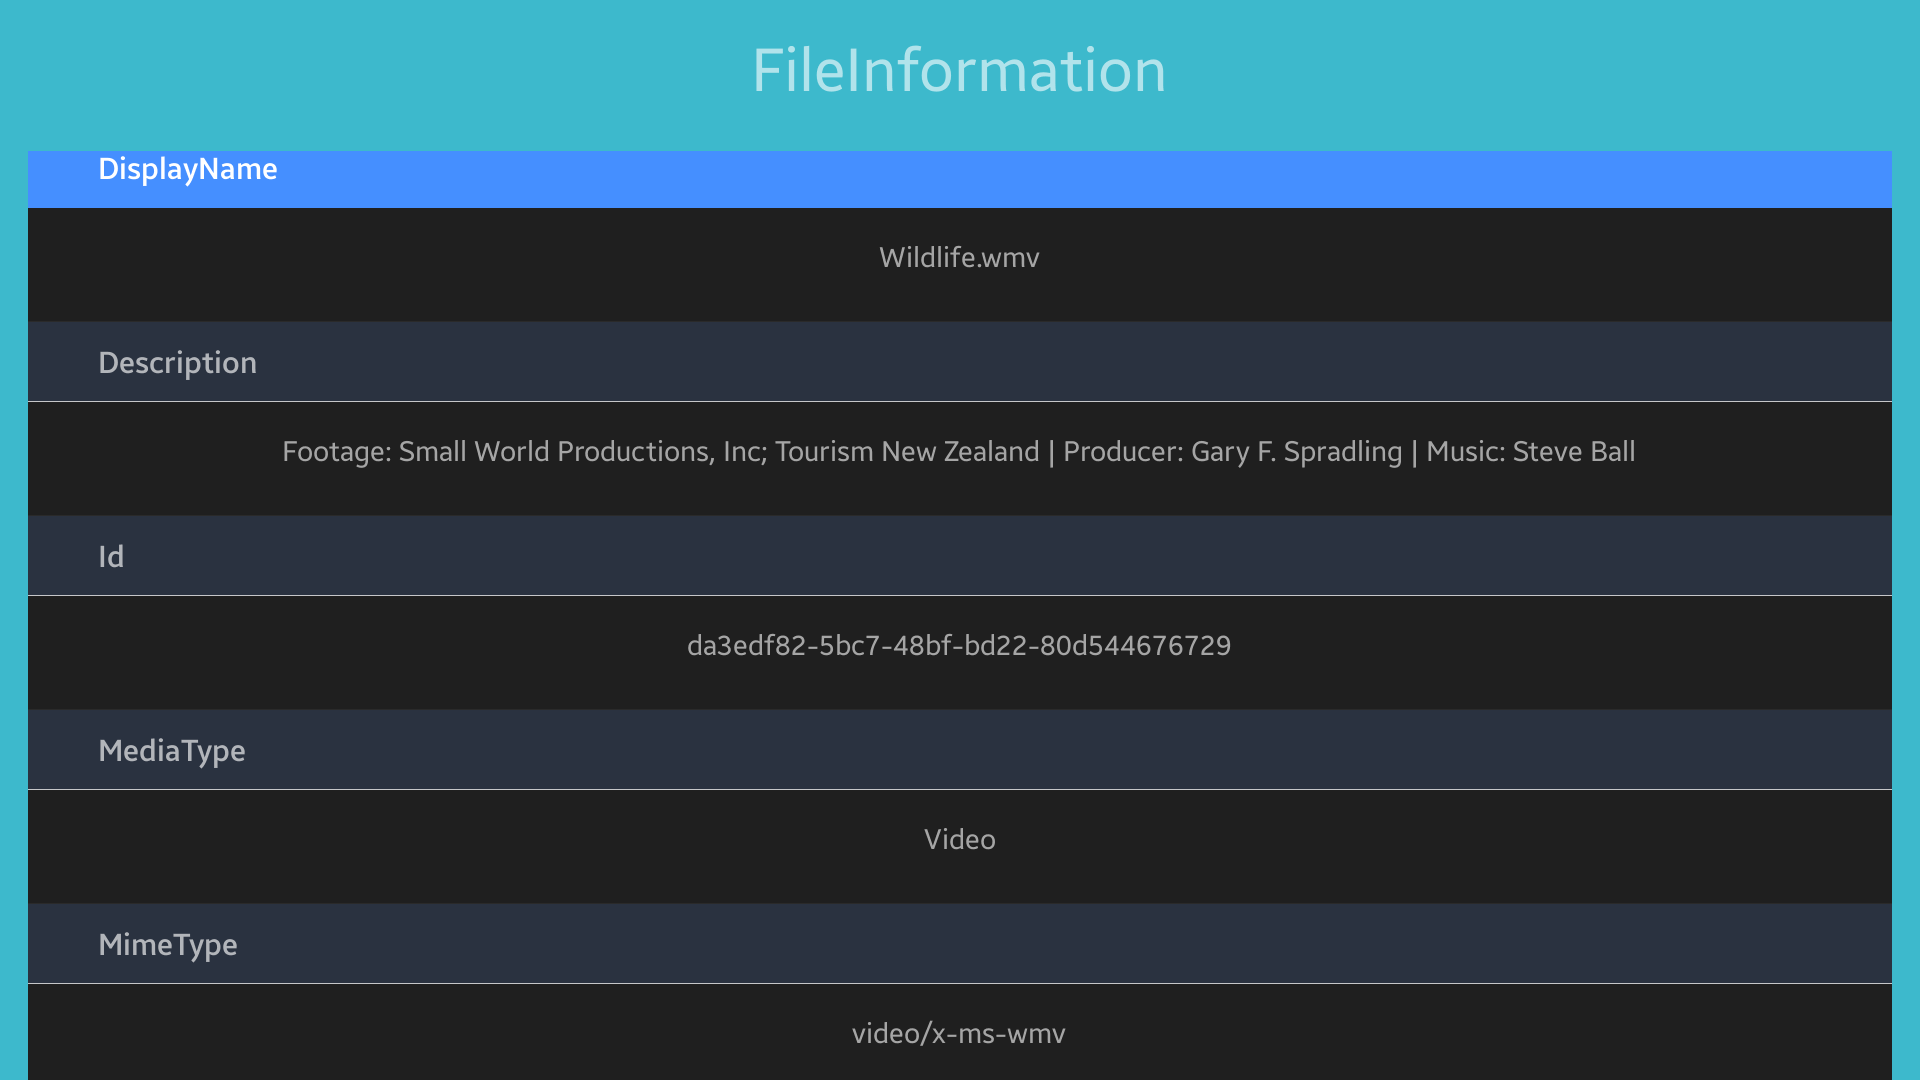 FileInformation
DisplayName
Wildlife.wmv
Description
Footage: Small World Productions, Inc; Tourism New Zealand | Producer: Gary F. Spradling | Music: Steve Ball
Id
da3edf82-5bc7-48bf-bd22-80d544676729
MediaType
Video
MimeType
video/x-ms-wmv